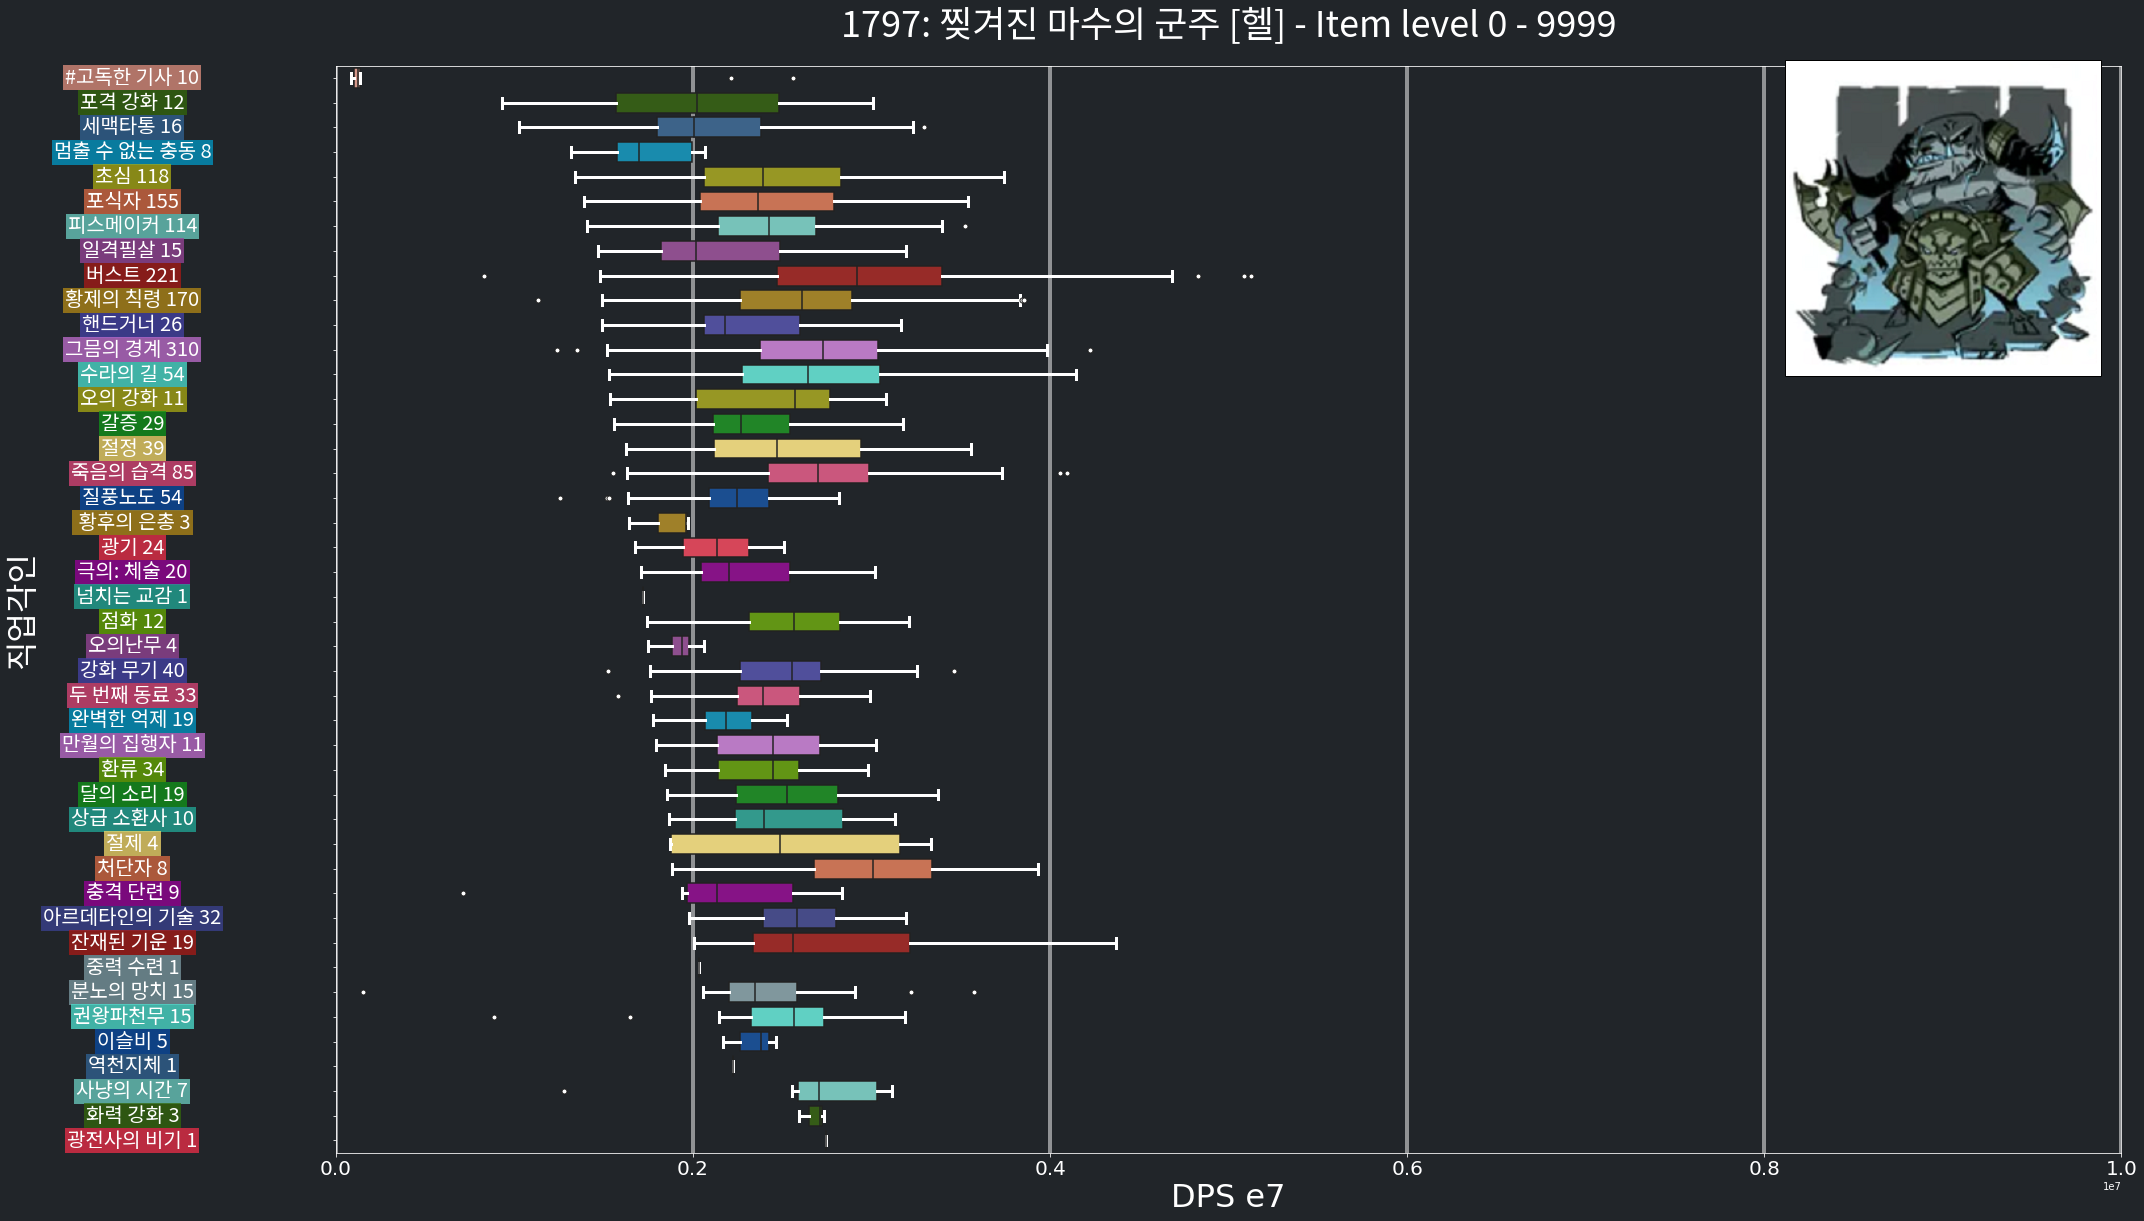 1797: 찢겨진 마수의 군주 [헬] - Item level 0 - 9999
#고독한 기사 10
포격 강화 12
세맥타통 16
멈출 수 없는 충동 8
초심 118
포식자 155
피스메이커 114
일격필살 15
버스트 221
황제의 칙령 170
핸드거너 26
그믐의 경계 310
수라의 길 54
오의 강화 11
갈증 29
절정 39
죽음의 습격 85
질풍노도 54
황후의 은총 3
광기 24
극의: 체술 20
넘치는 교감 1
점화 12
오의난무 4
강화 무기 40
두 번째 동료 33
완벽한 억제 19
만월의 집행자 11
환류 34
달의 소리 19
상급 소환사 10
절제 4
처단자 8
충격 단련 9
아르데타인의 기술 32
잔재된 기운 19
중력 수련 1
분노의 망치 15
권왕파천무 15
이슬비 5
역천지체 1
사냥의 시간 7
화력 강화 3
광전사의 비기 1
직업각인
0.0 0.2 0.4 0.6 0.8 1.0
1e7
DPS e7